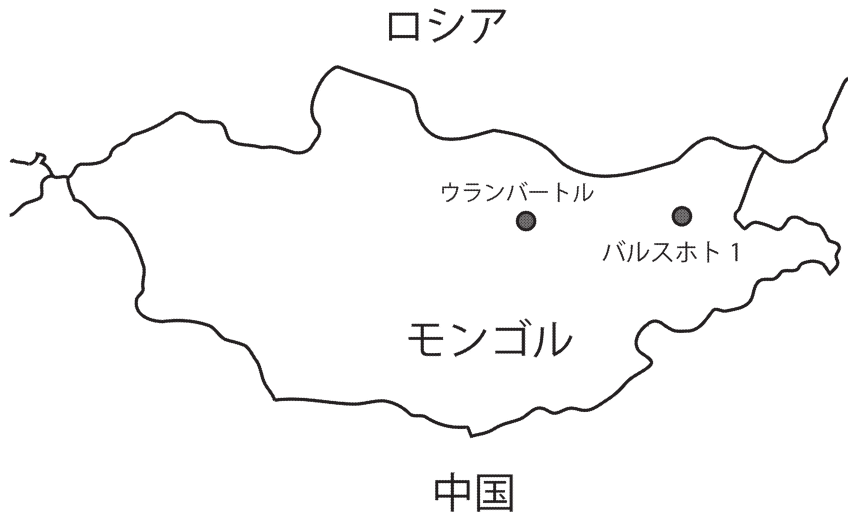 ロシア
ウランバートル
バルスホト 1
モンゴル
中国